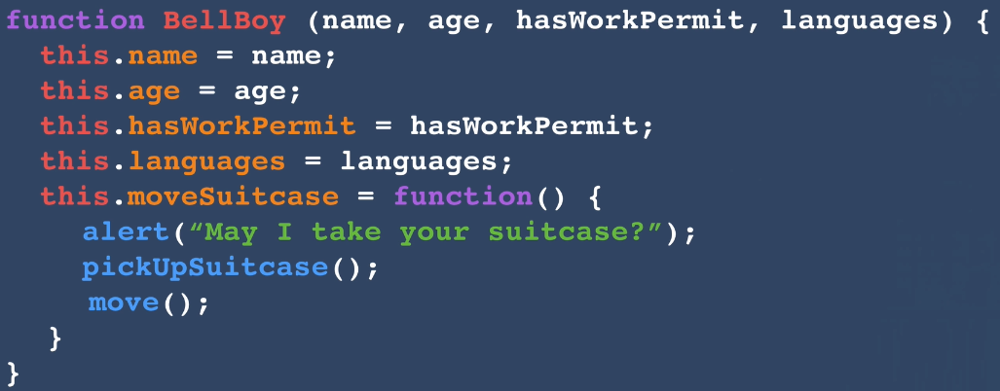 function BellBoy (name, age, hasWorkPermit, languages) {
this.name = name;
this.age = age;
this.hasWorkPermit = hasWorkPermit;
this.languages = languages;
this.moveSuitcase = function() {
alert(“May I take your suitcase?”);
pickUpSuitcase();
move();
}
}